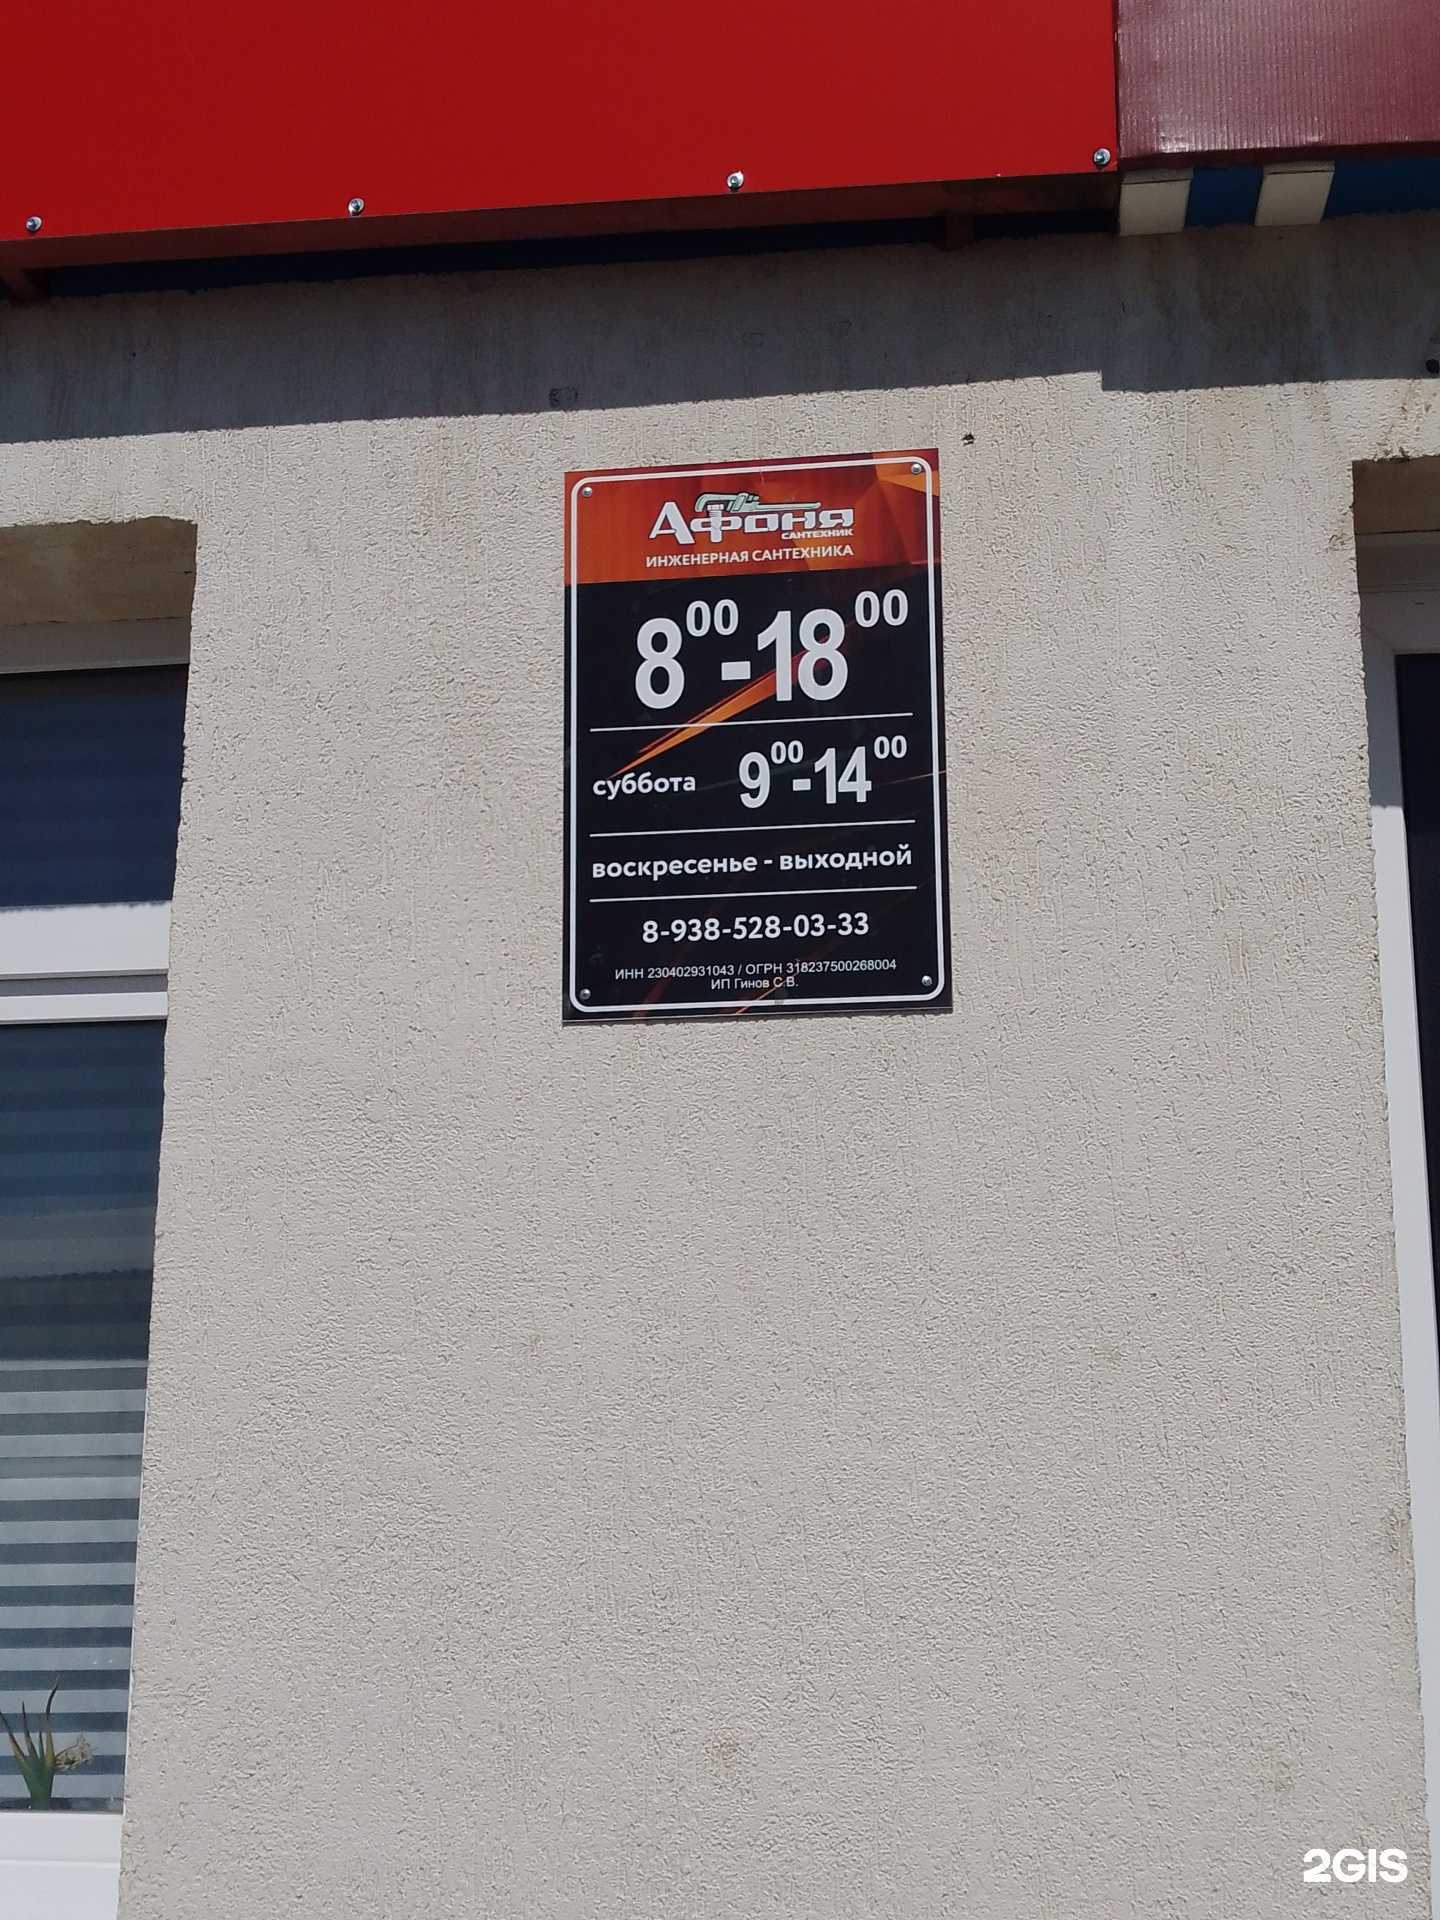 Афоня
САНТЕХНИК
ИНЖЕНЕРНАЯ САНТЕХНИКА
8⁰⁰-18⁰⁰
суббота 9⁰⁰-14⁰⁰
воскресенье - выходной
8-938-528-03-33
ИНН 230402931043 / ОГРН 318237500268004
ИП Гинов С.В.
2GIS